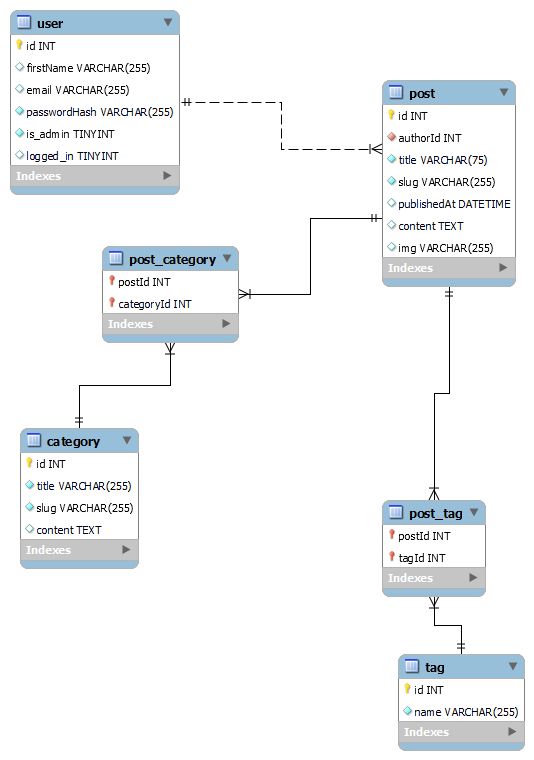 user
id INT
firstName VARCHAR(255)
email VARCHAR(255)
passwordHash VARCHAR(255)
is_admin TINYINT
logged_in TINYINT
Indexes
post
id INT
authorId INT
title VARCHAR(75)
slug VARCHAR(255)
publishedAt DATETIME
content TEXT
img VARCHAR(255)
Indexes
post_category
postId INT
categoryId INT
Indexes
category
id INT
title VARCHAR(255)
slug VARCHAR(255)
content TEXT
Indexes
post_tag
postId INT
tagId INT
Indexes
tag
id INT
name VARCHAR(255)
Indexes